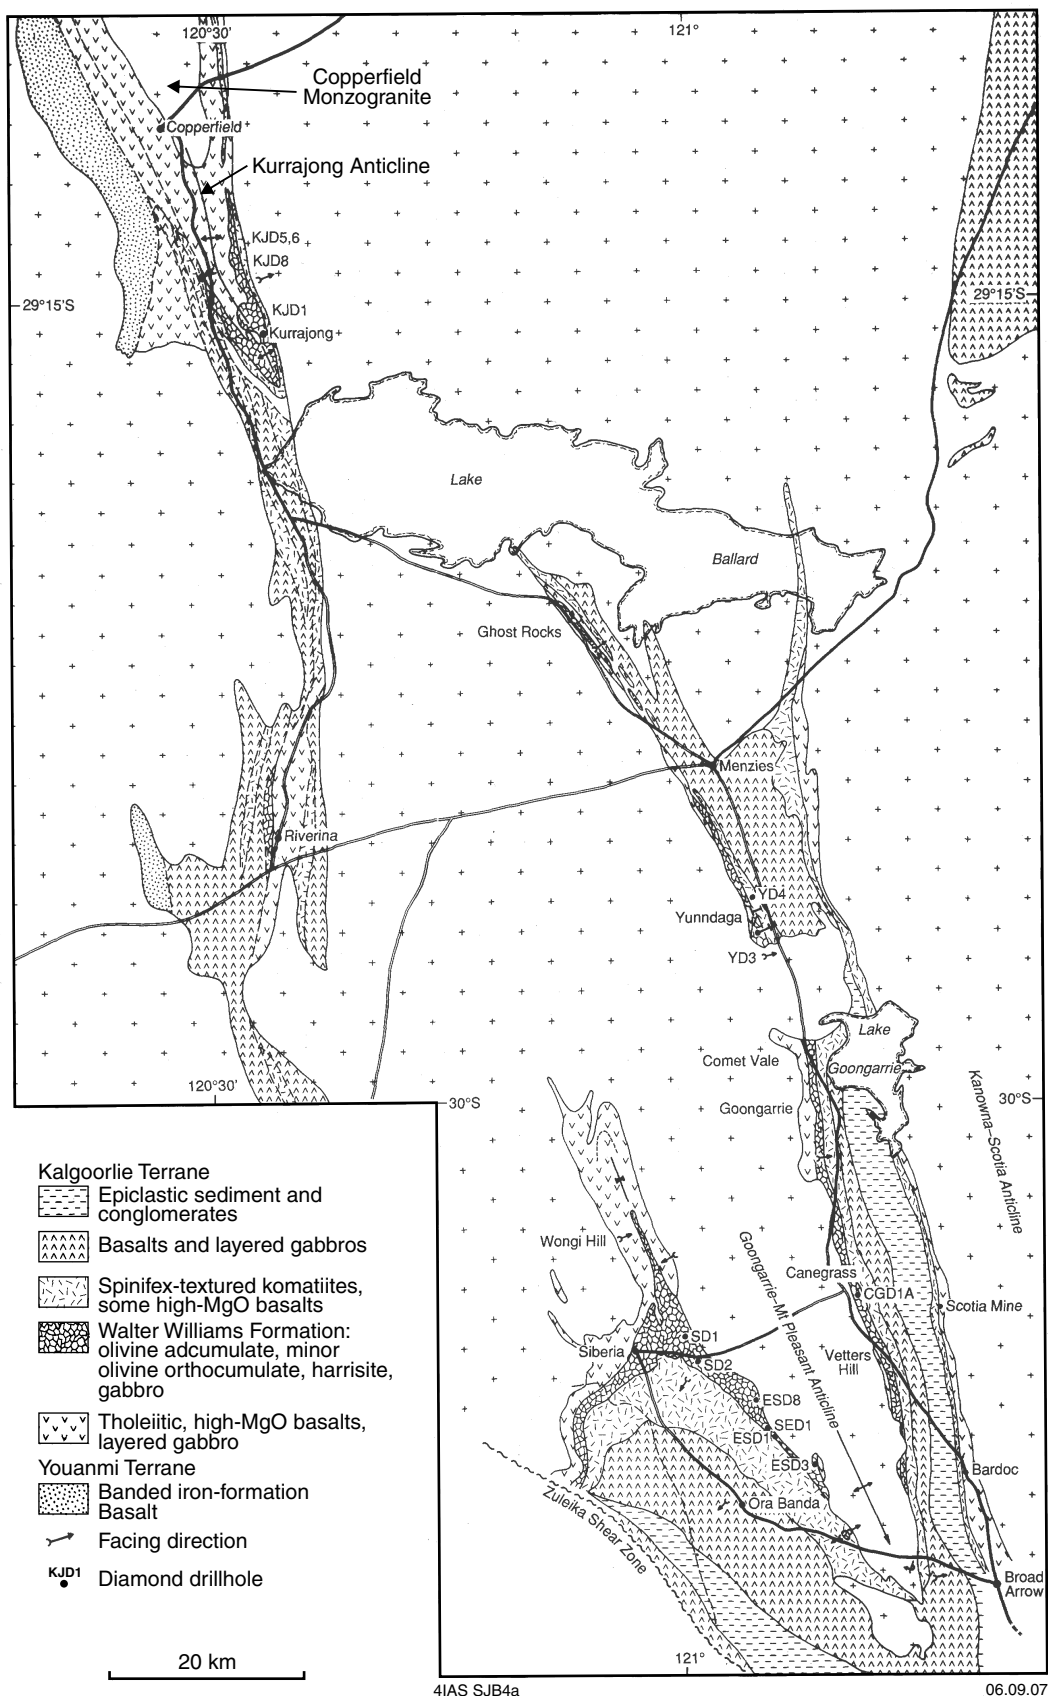 120°30'
121°
Copperfield
Monzogranite
Copperfield
Kurrajong Anticline
KJD5,6
KJD8
29°15'S
29°15'S
KJD1
Kurrajong
Lake
Ballard
Ghost Rocks
Menzies
Riverina
YD4
Yunndaga
YD3
Lake
Goongarrie
Comet Vale
120°30'
30°S
30°S
Goongarrie
Kanowna–Scotia Anticline
Wongi Hill
Goongarrie–Mt Pleasant Anticline
Canegrass
CGD1A
Scotia Mine
SD1
Siberia
SD2
Vetters
Hill
ESD8
SED1
ESD1
ESD3
Bardoc
Zuleika Shear Zone
Ora Banda
Broad
Arrow
121°
Kalgoorlie Terrane
Epiclastic sediment and
conglomerates
Basalts and layered gabbros
Spinifex-textured komatiites,
some high-MgO basalts
Walter Williams Formation:
olivine adcumulate, minor
olivine orthocumulate, harrisite,
gabbro
Tholeiitic, high-MgO basalts,
layered gabbro
Youanmi Terrane
Banded iron-formation
Basalt
Facing direction
KJD1
Diamond drillhole
20 km
4IAS SJB4a
06.09.07